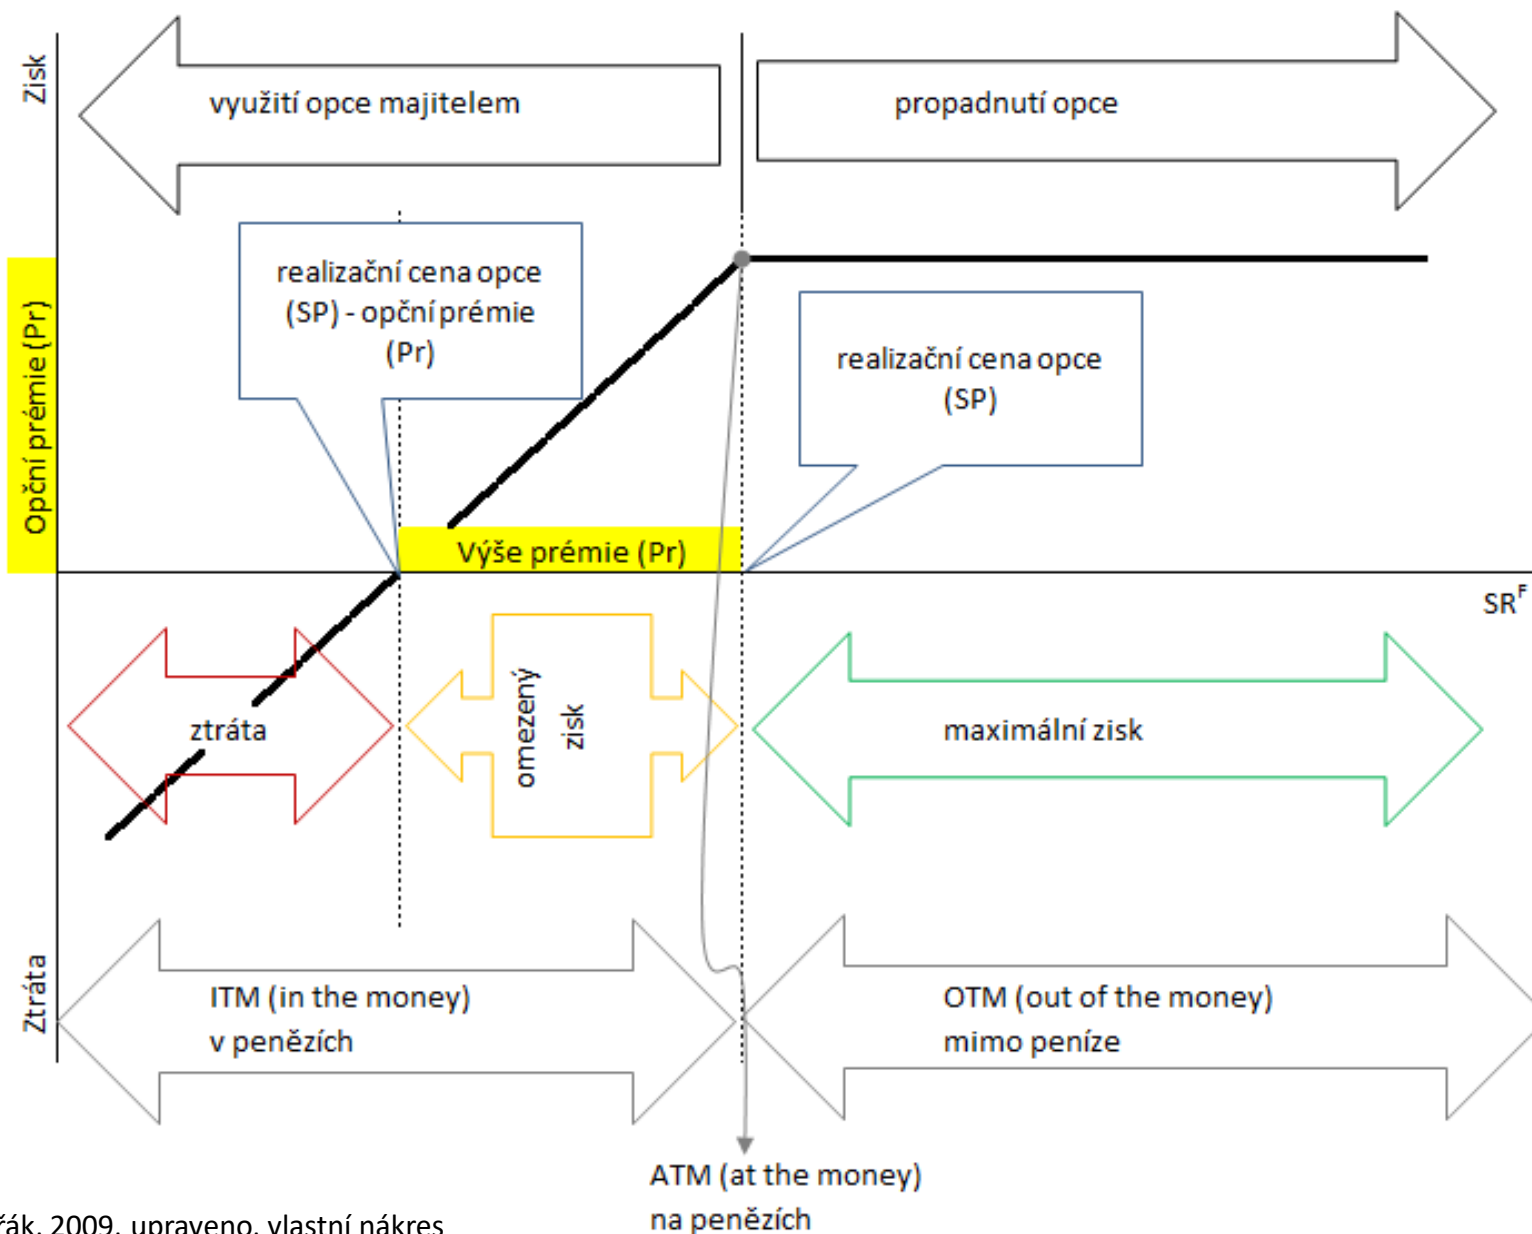 Zisk
využití opce majitelem
propadnutí opce
realizační cena opce
(SP) - opční prémie
(Pr)
realizační cena opce
(SP)
Opční prémie (Pr)
Výše prémie (Pr)
SRF
ztráta
omezený
zisk
maximální zisk
Ztráta
ITM (in the money)
v penězích
OTM (out of the money)
mimo peníze
ATM (at the money)
na penězích
2009, upraveno, vlastní nákres